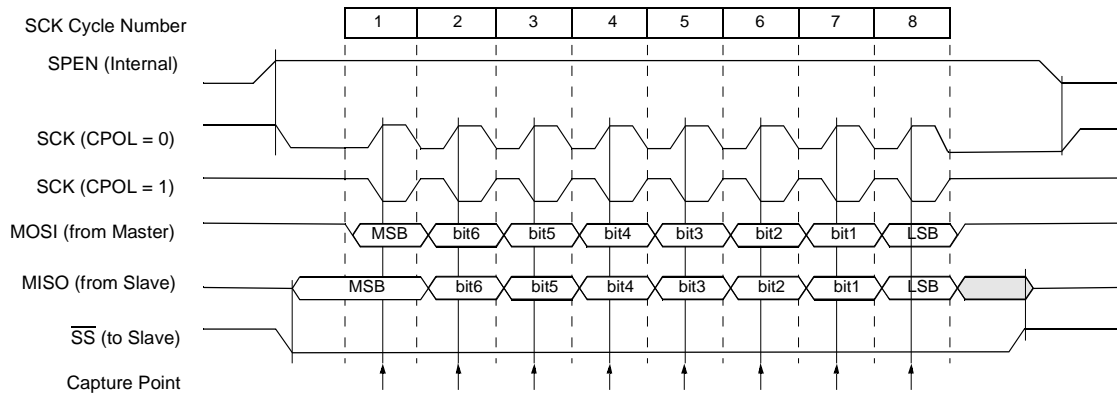 SCK Cycle Number 1 2 3 4 5 6 7 8
SPEN (Internal)
SCK (CPOL = 0)
SCK (CPOL = 1)
MOSI (from Master) MSB bit6 bit5 bit4 bit3 bit2 bit1 LSB
MISO (from Slave) MSB bit6 bit5 bit4 bit3 bit2 bit1 LSB
SS (to Slave)
Capture Point